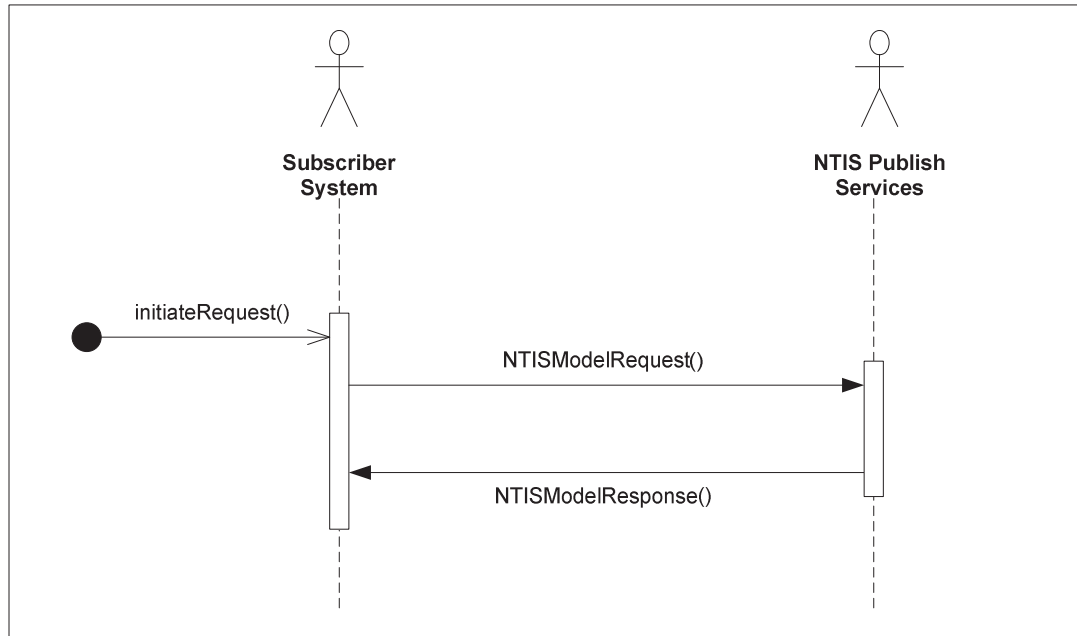 Subscriber
System
NTIS Publish
Services
initiateRequest()
NTISModelRequest()
NTISModelResponse()